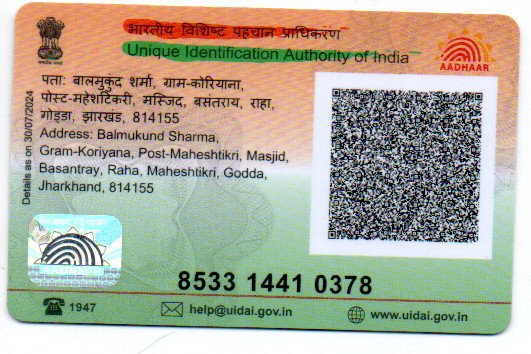 भारतीय विशिष्ट पहचान प्राधिकरण
Unique Identification Authority of India
AADHAAR
पता: बालमुकुंद शर्मा, ग्राम-कोरियाना,
पोस्ट-महेशटिकरी, मस्जिद, बसंतराय, राहा,
गोड्डा, झारखंड, 814155
Address: Balmukund Sharma,
Gram-Koriyana, Post-Maheshtikri, Masjid,
Basantray, Raha, Maheshtikri, Godda,
Jharkhand, 814155
Details as on 30/07/2024
8533 1441 0378
1947
help@uidai.gov.in
www.uidai.gov.in